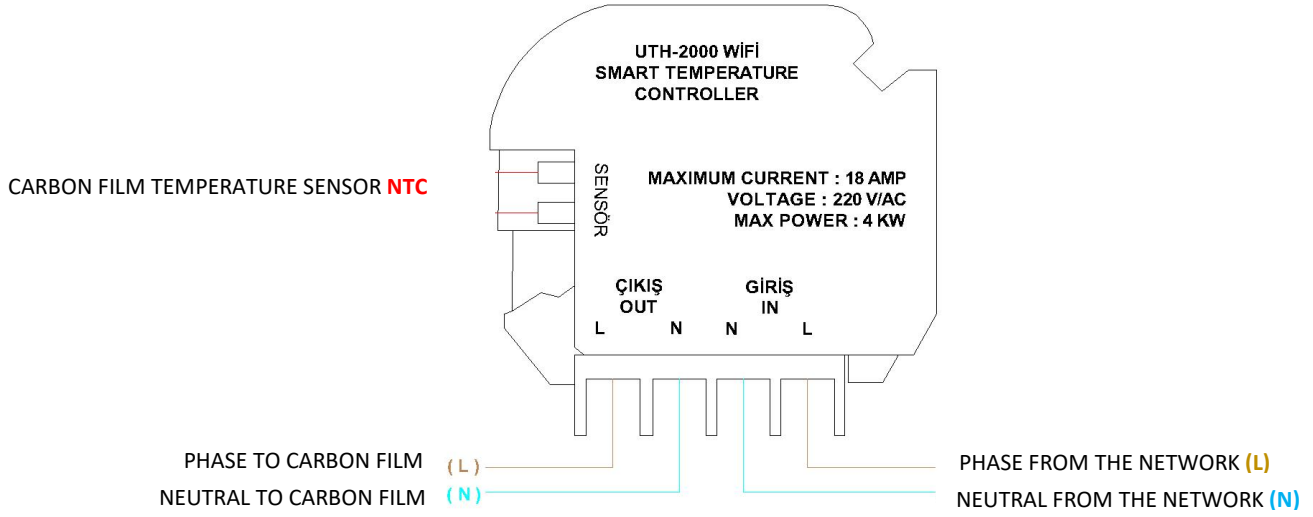 UTH-2000 WİFİ
SMART TEMPERATURE
CONTROLLER
CARBON FILM TEMPERATURE SENSOR NTC
SENSÖR
MAXIMUM CURRENT : 18 AMP
VOLTAGE : 220 V/AC
MAX POWER : 4 KW
ÇIKIŞ
OUT
GİRİŞ
IN
L N N L
PHASE TO CARBON FILM (L)
NEUTRAL TO CARBON FILM (N)
PHASE FROM THE NETWORK (L)
NEUTRAL FROM THE NETWORK (N)